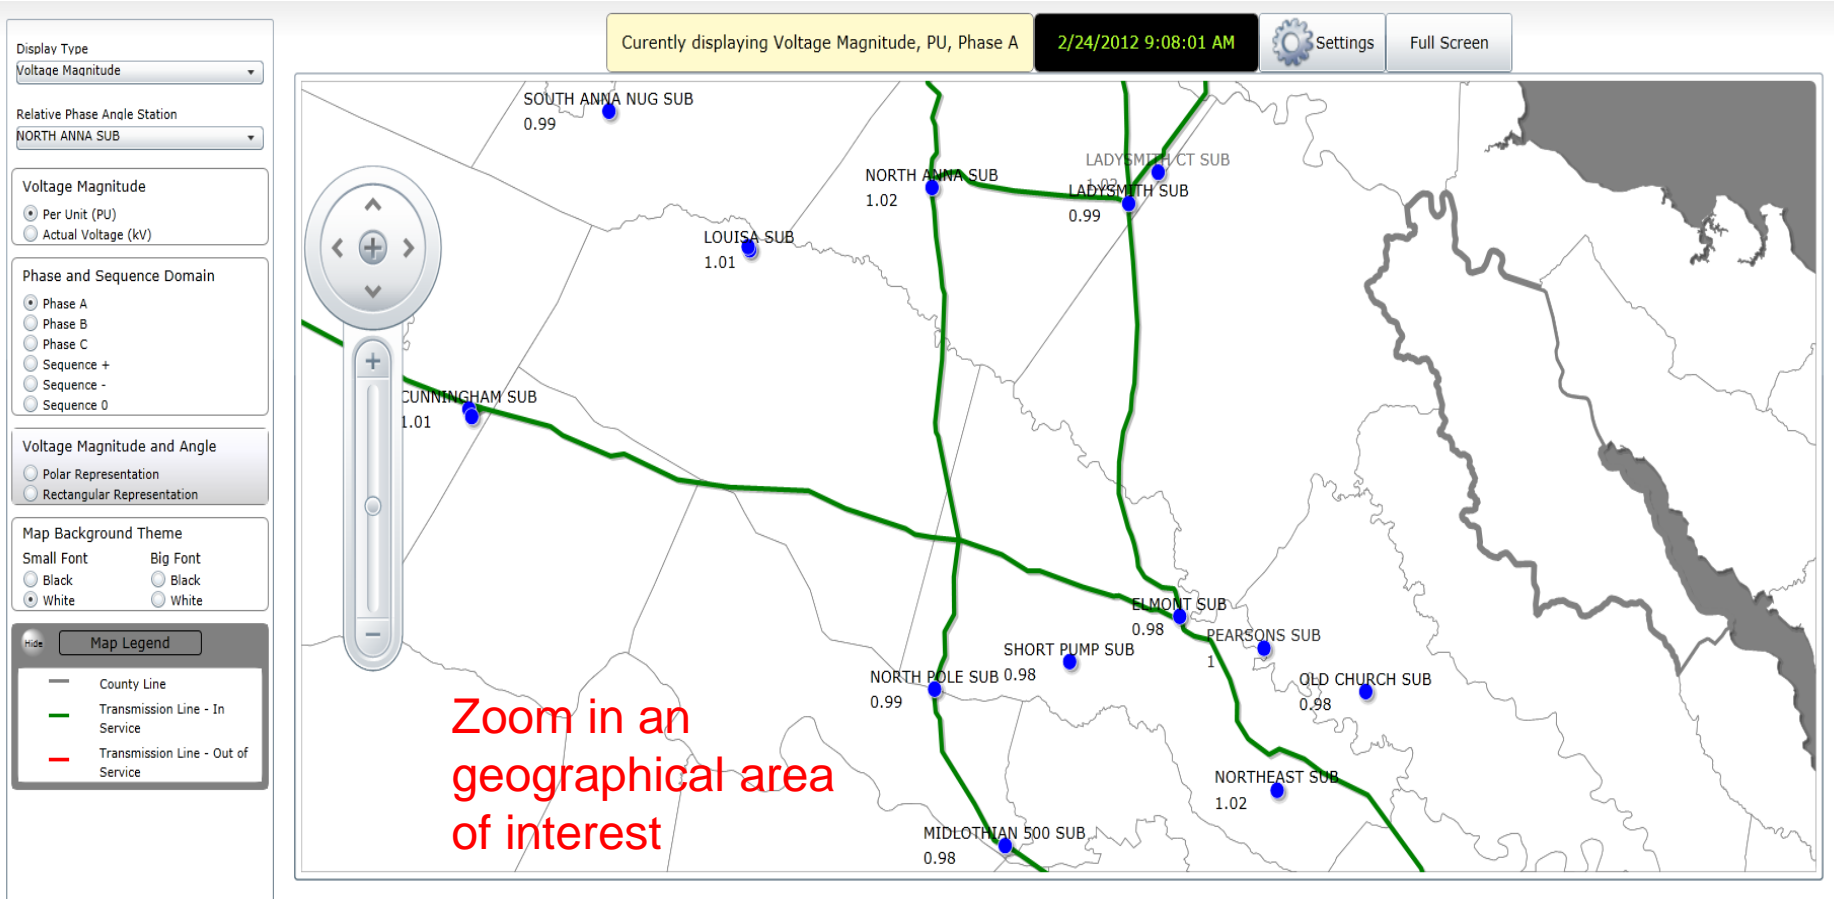 Display Type
Voltage Magnitude
Relative Phase Angle Station
NORTH ANNA SUB
Voltage Magnitude
Per Unit (PU)
Actual Voltage (kV)
Phase and Sequence Domain
Phase A
Phase B
Phase C
Sequence +
Sequence -
Sequence 0
Voltage Magnitude and Angle
Polar Representation
Rectangular Representation
Map Background Theme
Small Font Big Font
Black Black
White White
Hide Map Legend
County Line
Transmission Line - In
Service
Transmission Line - Out of
Service
Curently displaying Voltage Magnitude, PU, Phase A
2/24/2012 9:08:01 AM
Settings
Full Screen
SOUTH ANNA NUG SUB
0.99
LADYSMITH CT SUB
1.02
NORTH ANNA SUB
1.02
LADYSMITH SUB
0.99
LOUISA SUB
1.01
CUNNINGHAM SUB
1.01
ELMONT SUB
0.98
PEARSONS SUB
1
SHORT PUMP SUB
0.98
NORTH POLE SUB
0.99
OLD CHURCH SUB
0.98
Zoom in an
geographical area
of interest
NORTHEAST SUB
1.02
MIDLOTHIAN 500 SUB
0.98